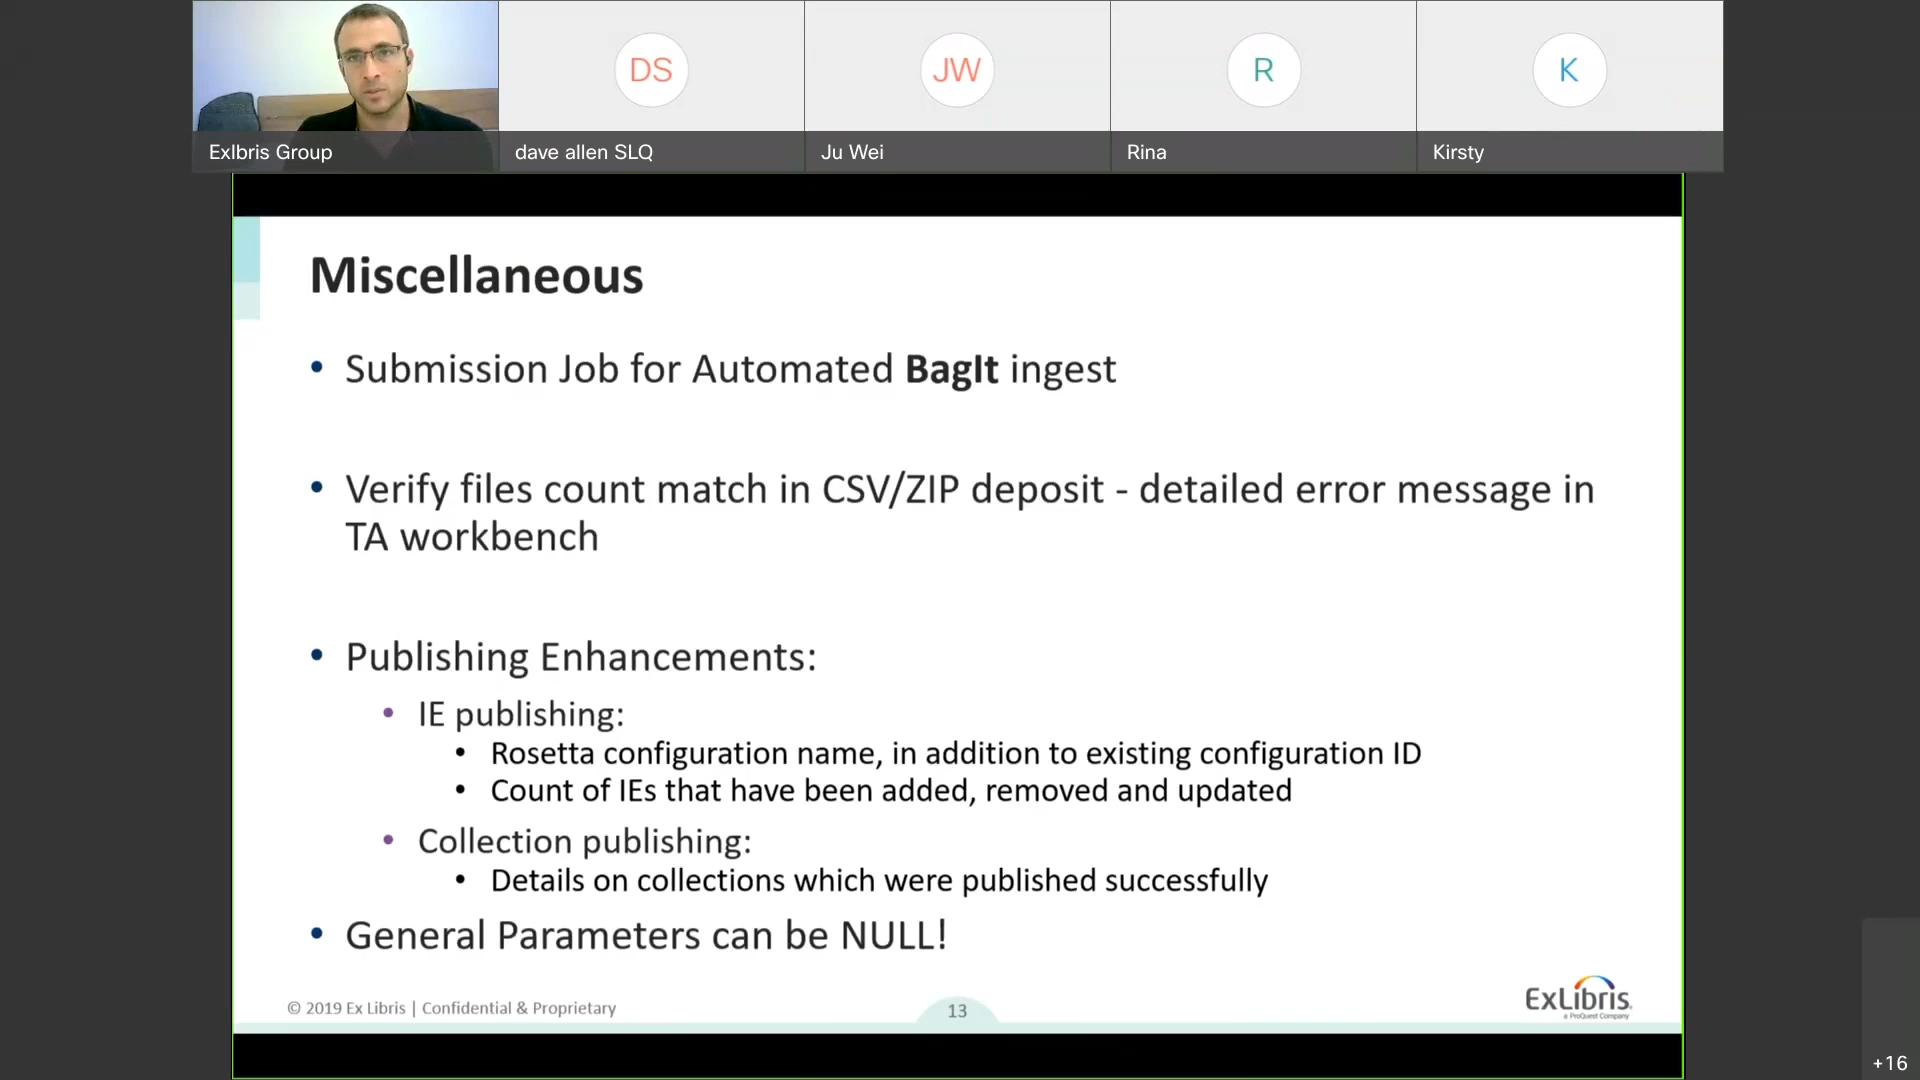 DS
JW
R
K
ExIbris Group
dave allen SLQ
Ju Wei
Rina
Kirsty
Miscellaneous
• Submission Job for Automated BagIt ingest
• Verify files count match in CSV/ZIP deposit - detailed error message in
TA workbench
• Publishing Enhancements:
• IE publishing:
• Rosetta configuration name, in addition to existing configuration ID
• Count of IEs that have been added, removed and updated
• Collection publishing:
• Details on collections which were published successfully
• General Parameters can be NULL!
© 2019 Ex Libris | Confidential & Proprietary
13
ExLibris
a ProQuest Company
+16